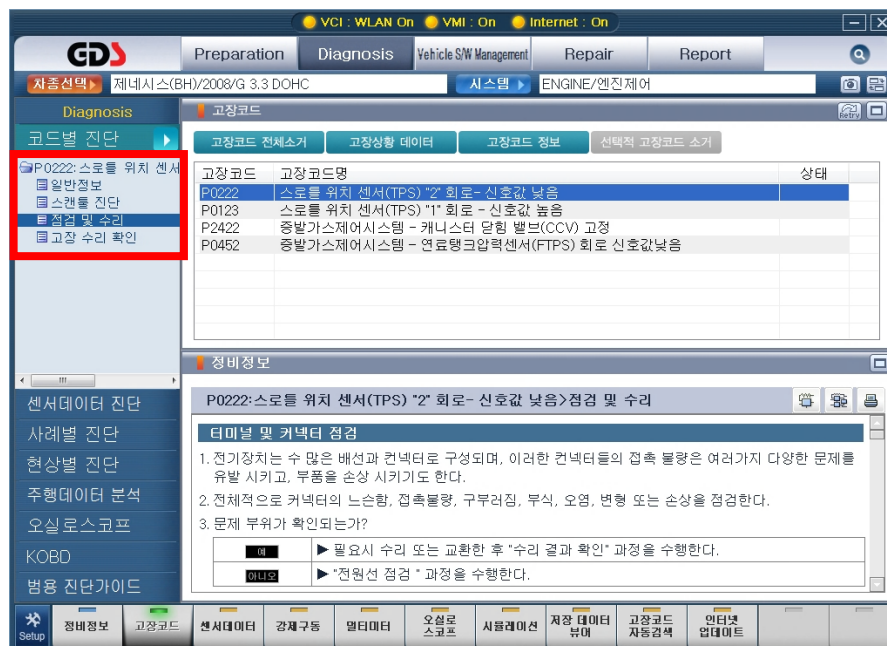 VCI : WLAN On VMI : On Internet : On
GDS Preparation Diagnosis Vehicle S/W Management Repair Report
차종선택 제네시스(BH)/2008/G 3.3 DOHC 시스템 ENGINE/엔진제어
Diagnosis
고장코드
Retry
코드별 진단
고장코드 전체소거 고장상황 데이터 고장코드 정보 선택적 고장코드 소거
P0222:스로틀 위치 센서
일반정보
스캔툴 진단
점검 및 수리
고장 수리 확인
고장코드 고장코드명 상태
P0222 스로틀 위치 센서(TPS) "2" 회로- 신호값 낮음
P0123 스로틀 위치 센서(TPS) "1" 회로 - 신호값 높음
P2422 증발가스제어시스템 - 캐니스터 닫힘 밸브(CCV) 고정
P0452 증발가스제어시스템 - 연료탱크압력센서(FTPS) 회로 신호값낮음
정비정보
P0222:스로틀 위치 센서(TPS) "2" 회로- 신호값 낮음>점검 및 수리
터미널 및 커넥터 점검
1. 전기장치는 수 많은 배선과 컨넥터로 구성되며, 이러한 컨넥터들의 접촉 불량은 여러가지 다양한 문제를
유발 시키고, 부품을 손상 시키기도 한다.
2. 전체적으로 커넥터의 느슨함, 접촉불량, 구부러짐, 부식, 오염, 변형 또는 손상을 점검한다.
3. 문제 부위가 확인되는가?
예 ▶ 필요시 수리 또는 교환한 후 "수리 결과 확인" 과정을 수행한다.
아니오 ▶ "전원선 점검 " 과정을 수행한다.
센서데이터 진단
사례별 진단
현상별 진단
주행데이터 분석
오실로스코프
KOBD
범용 진단가이드
Setup 정비정보 고장코드 센서데이터 강제구동 멀티미터 오실로스코프 시뮬레이션 저장 데이터뷰어 고장코드자동검색 인터넷업데이트